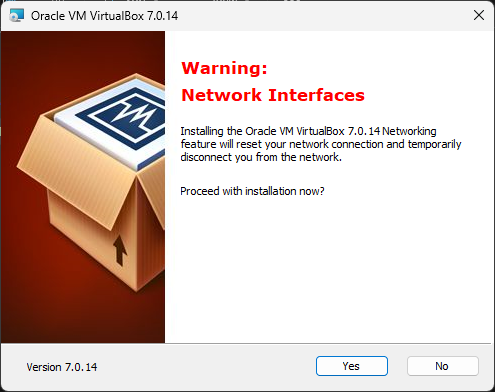 Oracle VM VirtualBox 7.0.14
Warning:
Network Interfaces
Installing the Oracle VM VirtualBox 7.0.14 Networking
feature will reset your network connection and temporarily
disconnect you from the network.
Proceed with installation now?
Version 7.0.14
Yes
No